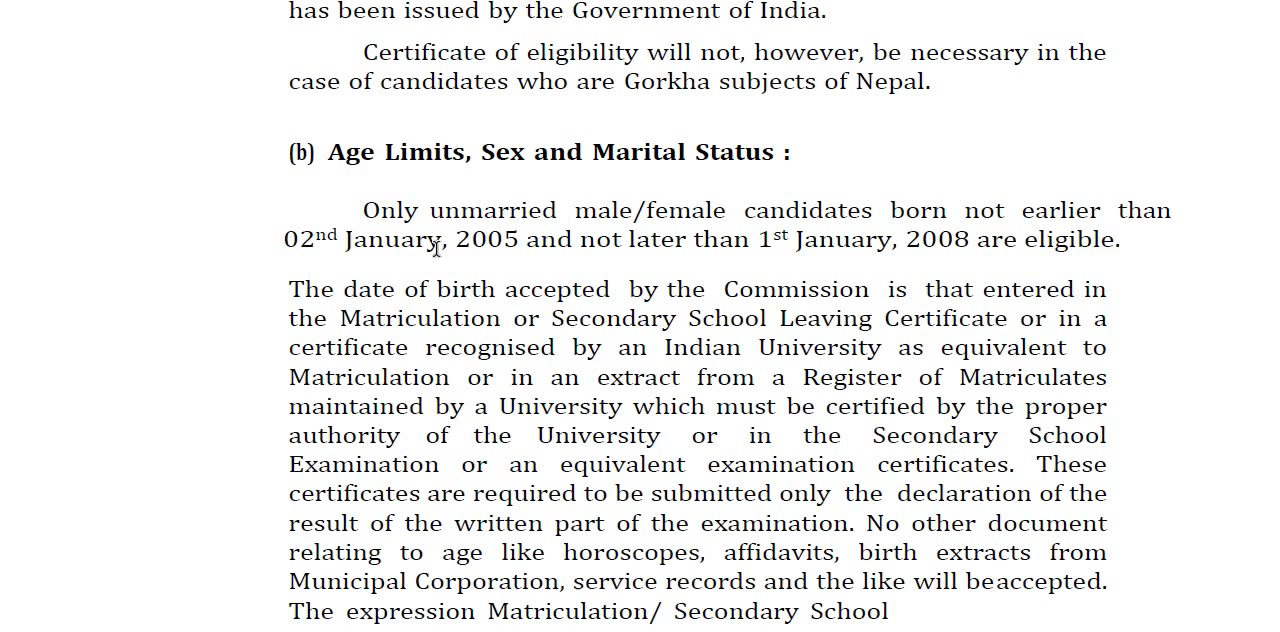 has been issued by the Government of India.
Certificate of eligibility will not, however, be necessary in the
case of candidates who are Gorkha subjects of Nepal.
(b) Age Limits, Sex and Marital Status :
Only unmarried male/female candidates born not earlier than
02nd January, 2005 and not later than 1st January, 2008 are eligible.
The date of birth accepted by the Commission is that entered in
the Matriculation or Secondary School Leaving Certificate or in a
certificate recognised by an Indian University as equivalent to
Matriculation or in an extract from a Register of Matriculates
maintained by a University which must be certified by the proper
authority of the University or in the Secondary School
Examination or an equivalent examination certificates. These
certificates are required to be submitted only the declaration of the
result of the written part of the examination. No other document
relating to age like horoscopes, affidavits, birth extracts from
Municipal Corporation, service records and the like will beaccepted.
The expression Matriculation/ Secondary School